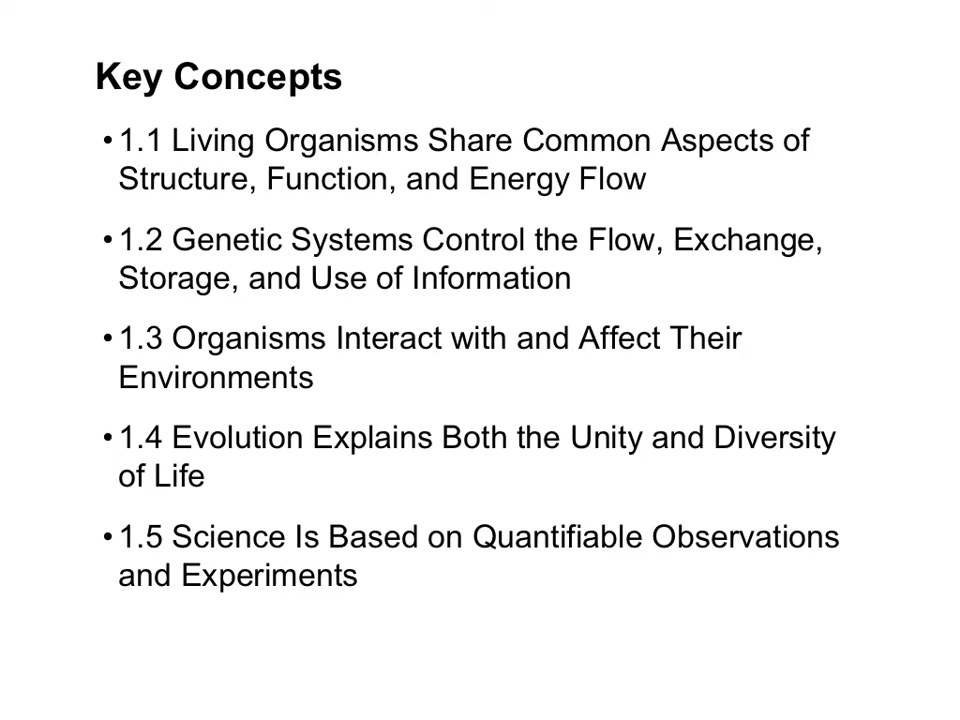 Key Concepts
• 1.1 Living Organisms Share Common Aspects of
Structure, Function, and Energy Flow
• 1.2 Genetic Systems Control the Flow, Exchange,
Storage, and Use of Information
• 1.3 Organisms Interact with and Affect Their
Environments
• 1.4 Evolution Explains Both the Unity and Diversity
of Life
• 1.5 Science Is Based on Quantifiable Observations
and Experiments